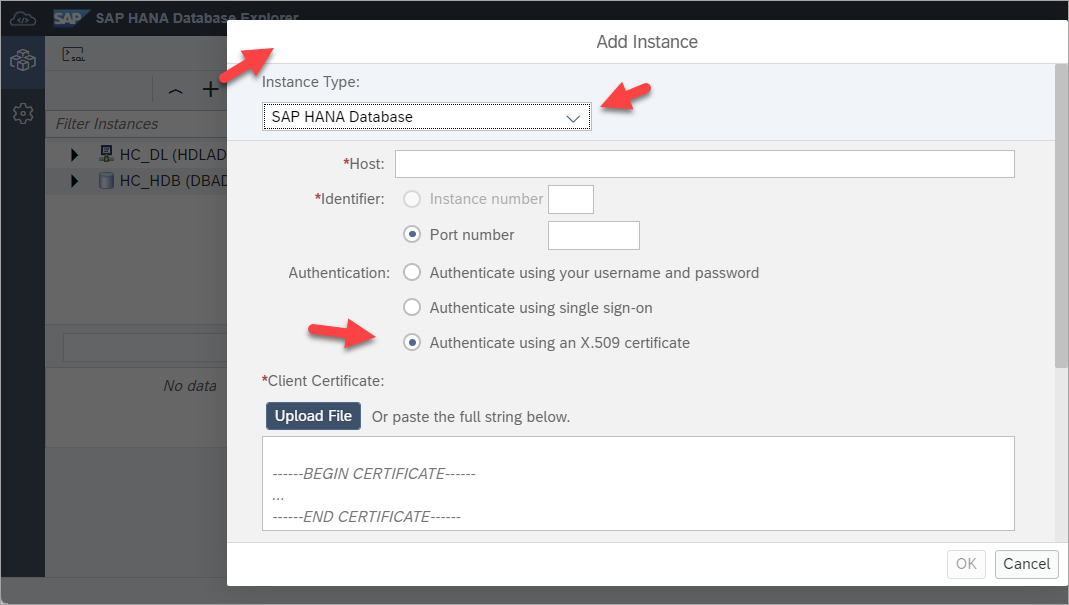 SAP SAP HANA Database Explorer
Add Instance
SQL
Instance Type:
SAP HANA Database
Filter Instances
HC_DL (HDLAD
HC_HDB (DBAD
*Host:
*Identifier: Instance number
Port number
Authentication: Authenticate using your username and password
Authenticate using single sign-on
Authenticate using an X.509 certificate
No data
*Client Certificate:
Upload File Or paste the full string below.
------BEGIN CERTIFICATE------
...
------END CERTIFICATE------
OK Cancel